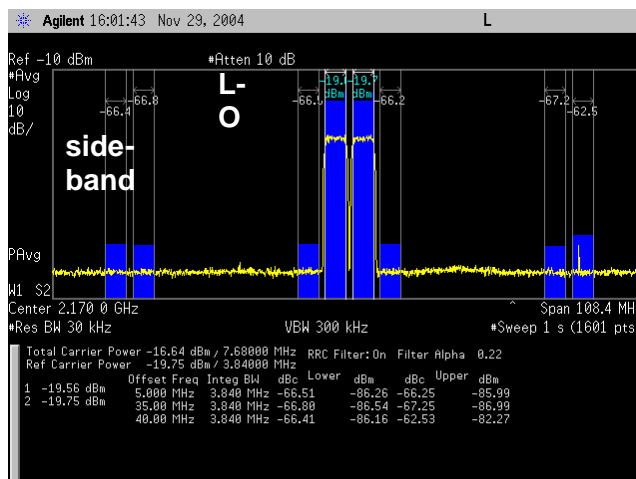 Agilent 16:01:43 Nov 29, 2004 L
Ref -10 dBm #Atten 10 dB
#Avg
Log
10
dB/
-66.4
-66.8
L-
O
-66.
-19.
dBm
-19.7
dBm
-66.2
-67.2
-62.5
side-
band
PAvg
W1 S2
Center 2.170 0 GHz ^ Span 108.4 MH
#Res BW 30 kHz VBW 300 kHz #Sweep 1 s (1601 pts
Total Carrier Power -16.64 dBm / 7.68000 MHz RRC Filter: On Filter Alpha 0.22
Ref Carrier Power -19.75 dBm / 3.84000 MHz
Offset Freq Integ BW dBc Lower dBm dBc Upper dBm
1 -19.56 dBm 5.000 MHz 3.840 MHz -66.51 -86.26 -66.25 -85.99
2 -19.75 dBm 35.00 MHz 3.840 MHz -66.80 -86.54 -67.25 -86.99
40.00 MHz 3.840 MHz -66.41 -86.16 -62.53 -82.27